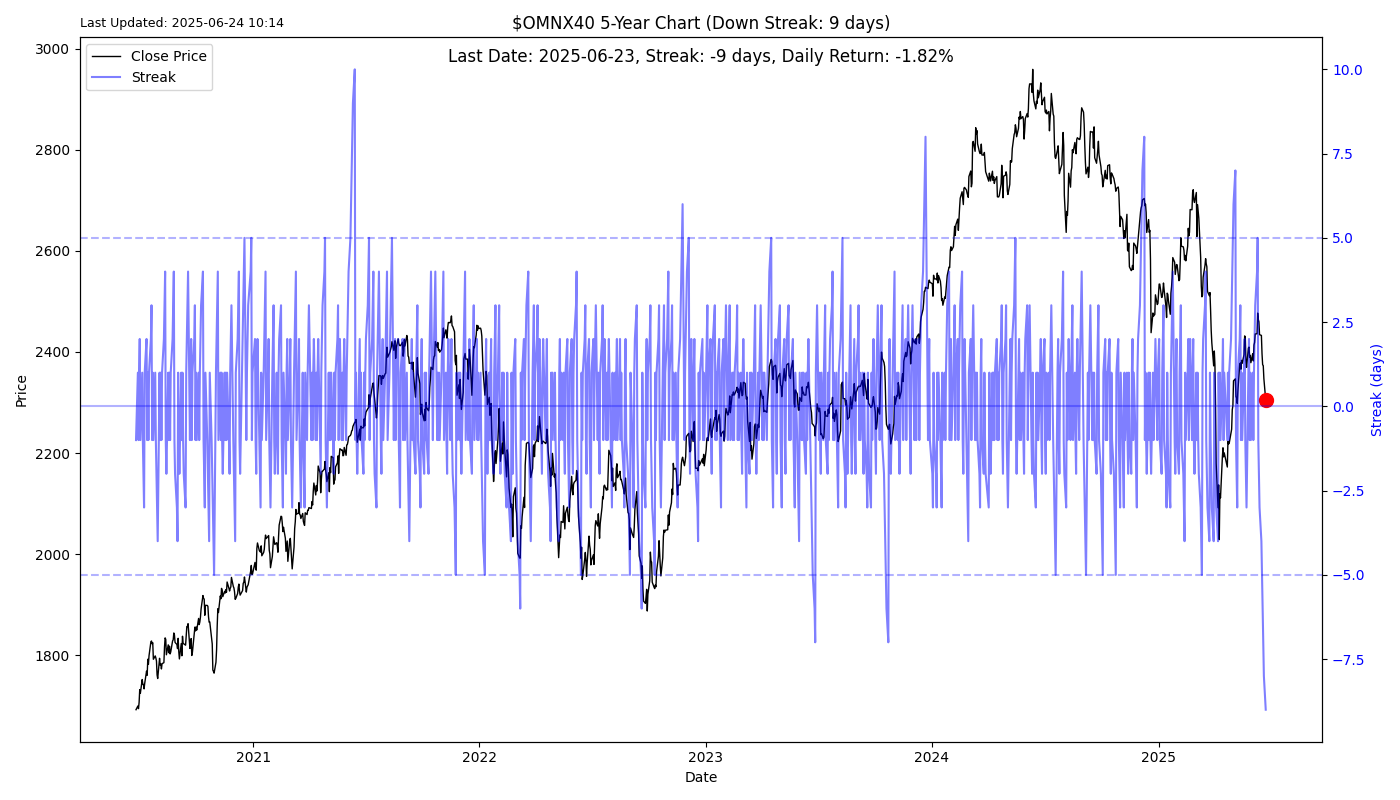 Last Updated: 2025-06-24 10:14
$OMNX40 5-Year Chart (Down Streak: 9 days)
Last Date: 2025-06-23, Streak: -9 days, Daily Return: -1.82%
Close Price
Streak
3000
2800
2600
2400
2200
2000
1800
Price
10.0
7.5
5.0
2.5
0.0
−2.5
−5.0
−7.5
Streak (days)
2021
2022
2023
2024
2025
Date